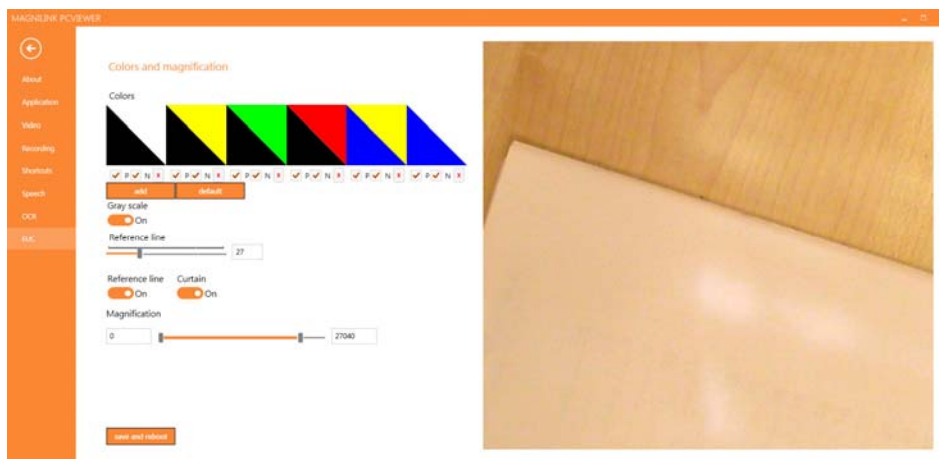 MAGNILINK PCVIEWER
About
Application
Video
Recording
Shortcuts
Speech
OCR
Colors and magnification
Colors
P N x P N x P N x P N x P N x P N x
add default
Gray scale
On
Reference line
27
Reference line Curtain
On On
Magnification
0 27040
save and reboot